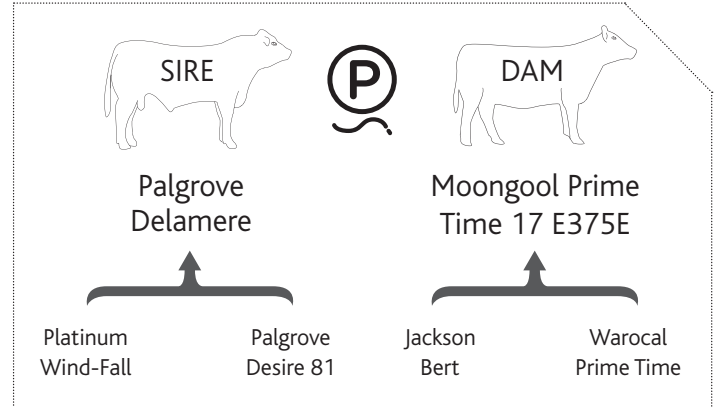 SIRE
P
DAM
Palgrove
Delamere
Moongool Prime
Time 17 E375E
Platinum
Wind-Fall
Palgrove
Desire 81
Jackson
Bert
Warocal
Prime Time